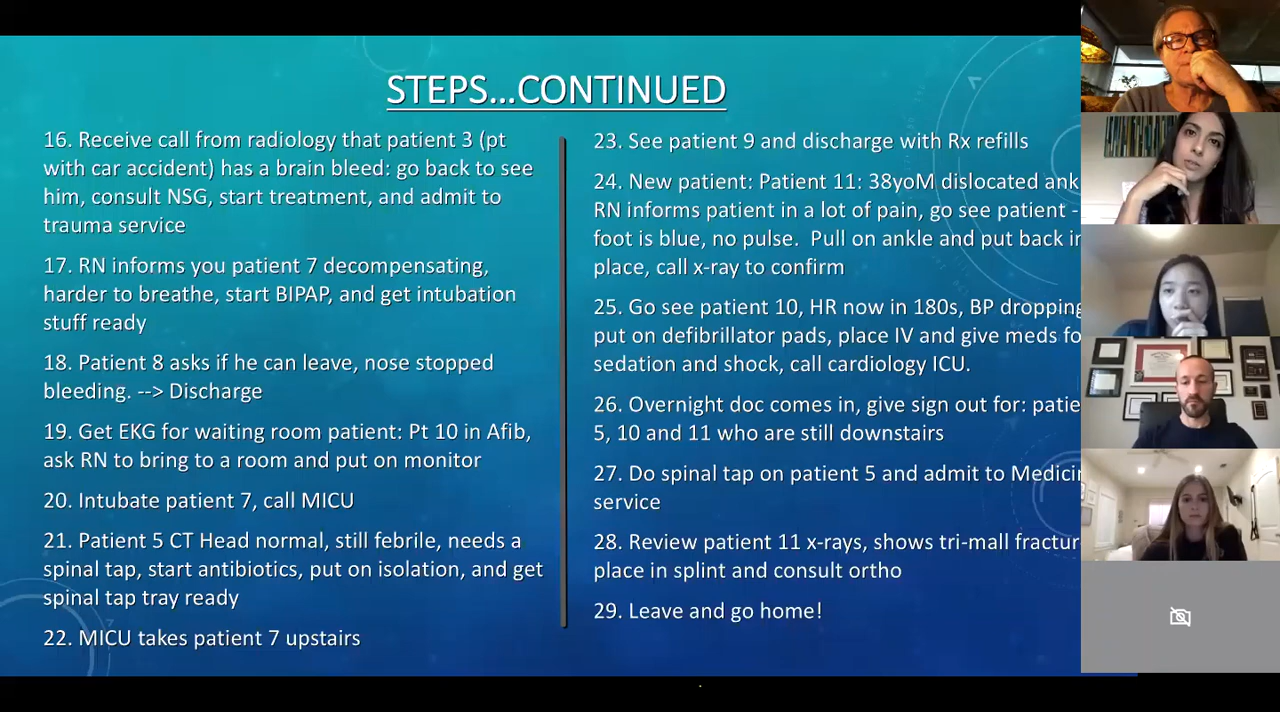 STEPS...CONTINUED
16. Receive call from radiology that patient 3 (pt
with car accident) has a brain bleed: go back to see
him, consult NSG, start treatment, and admit to
trauma service
17. RN informs you patient 7 decompensating,
harder to breathe, start BIPAP, and get intubation
stuff ready
18. Patient 8 asks if he can leave, nose stopped
bleeding. --> Discharge
19. Get EKG for waiting room patient: Pt 10 in Afib,
ask RN to bring to a room and put on monitor
20. Intubate patient 7, call MICU
21. Patient 5 CT Head normal, still febrile, needs a
spinal tap, start antibiotics, put on isolation, and get
spinal tap tray ready
22. MICU takes patient 7 upstairs
23. See patient 9 and discharge with Rx refills
24. New patient: Patient 11: 38yoM dislocated
RN informs patient in a lot of pain, go see patient -
foot is blue, no pulse. Pull on ankle and put back
place, call x-ray to confirm
25. Go see patient 10, HR now in 180s, BP dropping
put on defibrillator pads, place IV and give meds
sedation and shock, call cardiology ICU.
26. Overnight doc comes in, give sign out for:
5, 10 and 11 who are still downstairs
27. Do spinal tap on patient 5 and admit to
service
28. Review patient 11 x-rays, shows tri-mall
place in splint and consult ortho
29. Leave and go home!